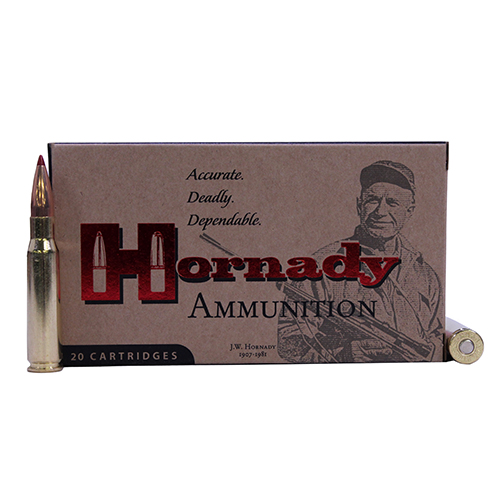 Accurate.
Deadly.
Dependable.
Hornady
AMMUNITION
20 CARTRIDGES
J.W. HORNADY
1907-1981